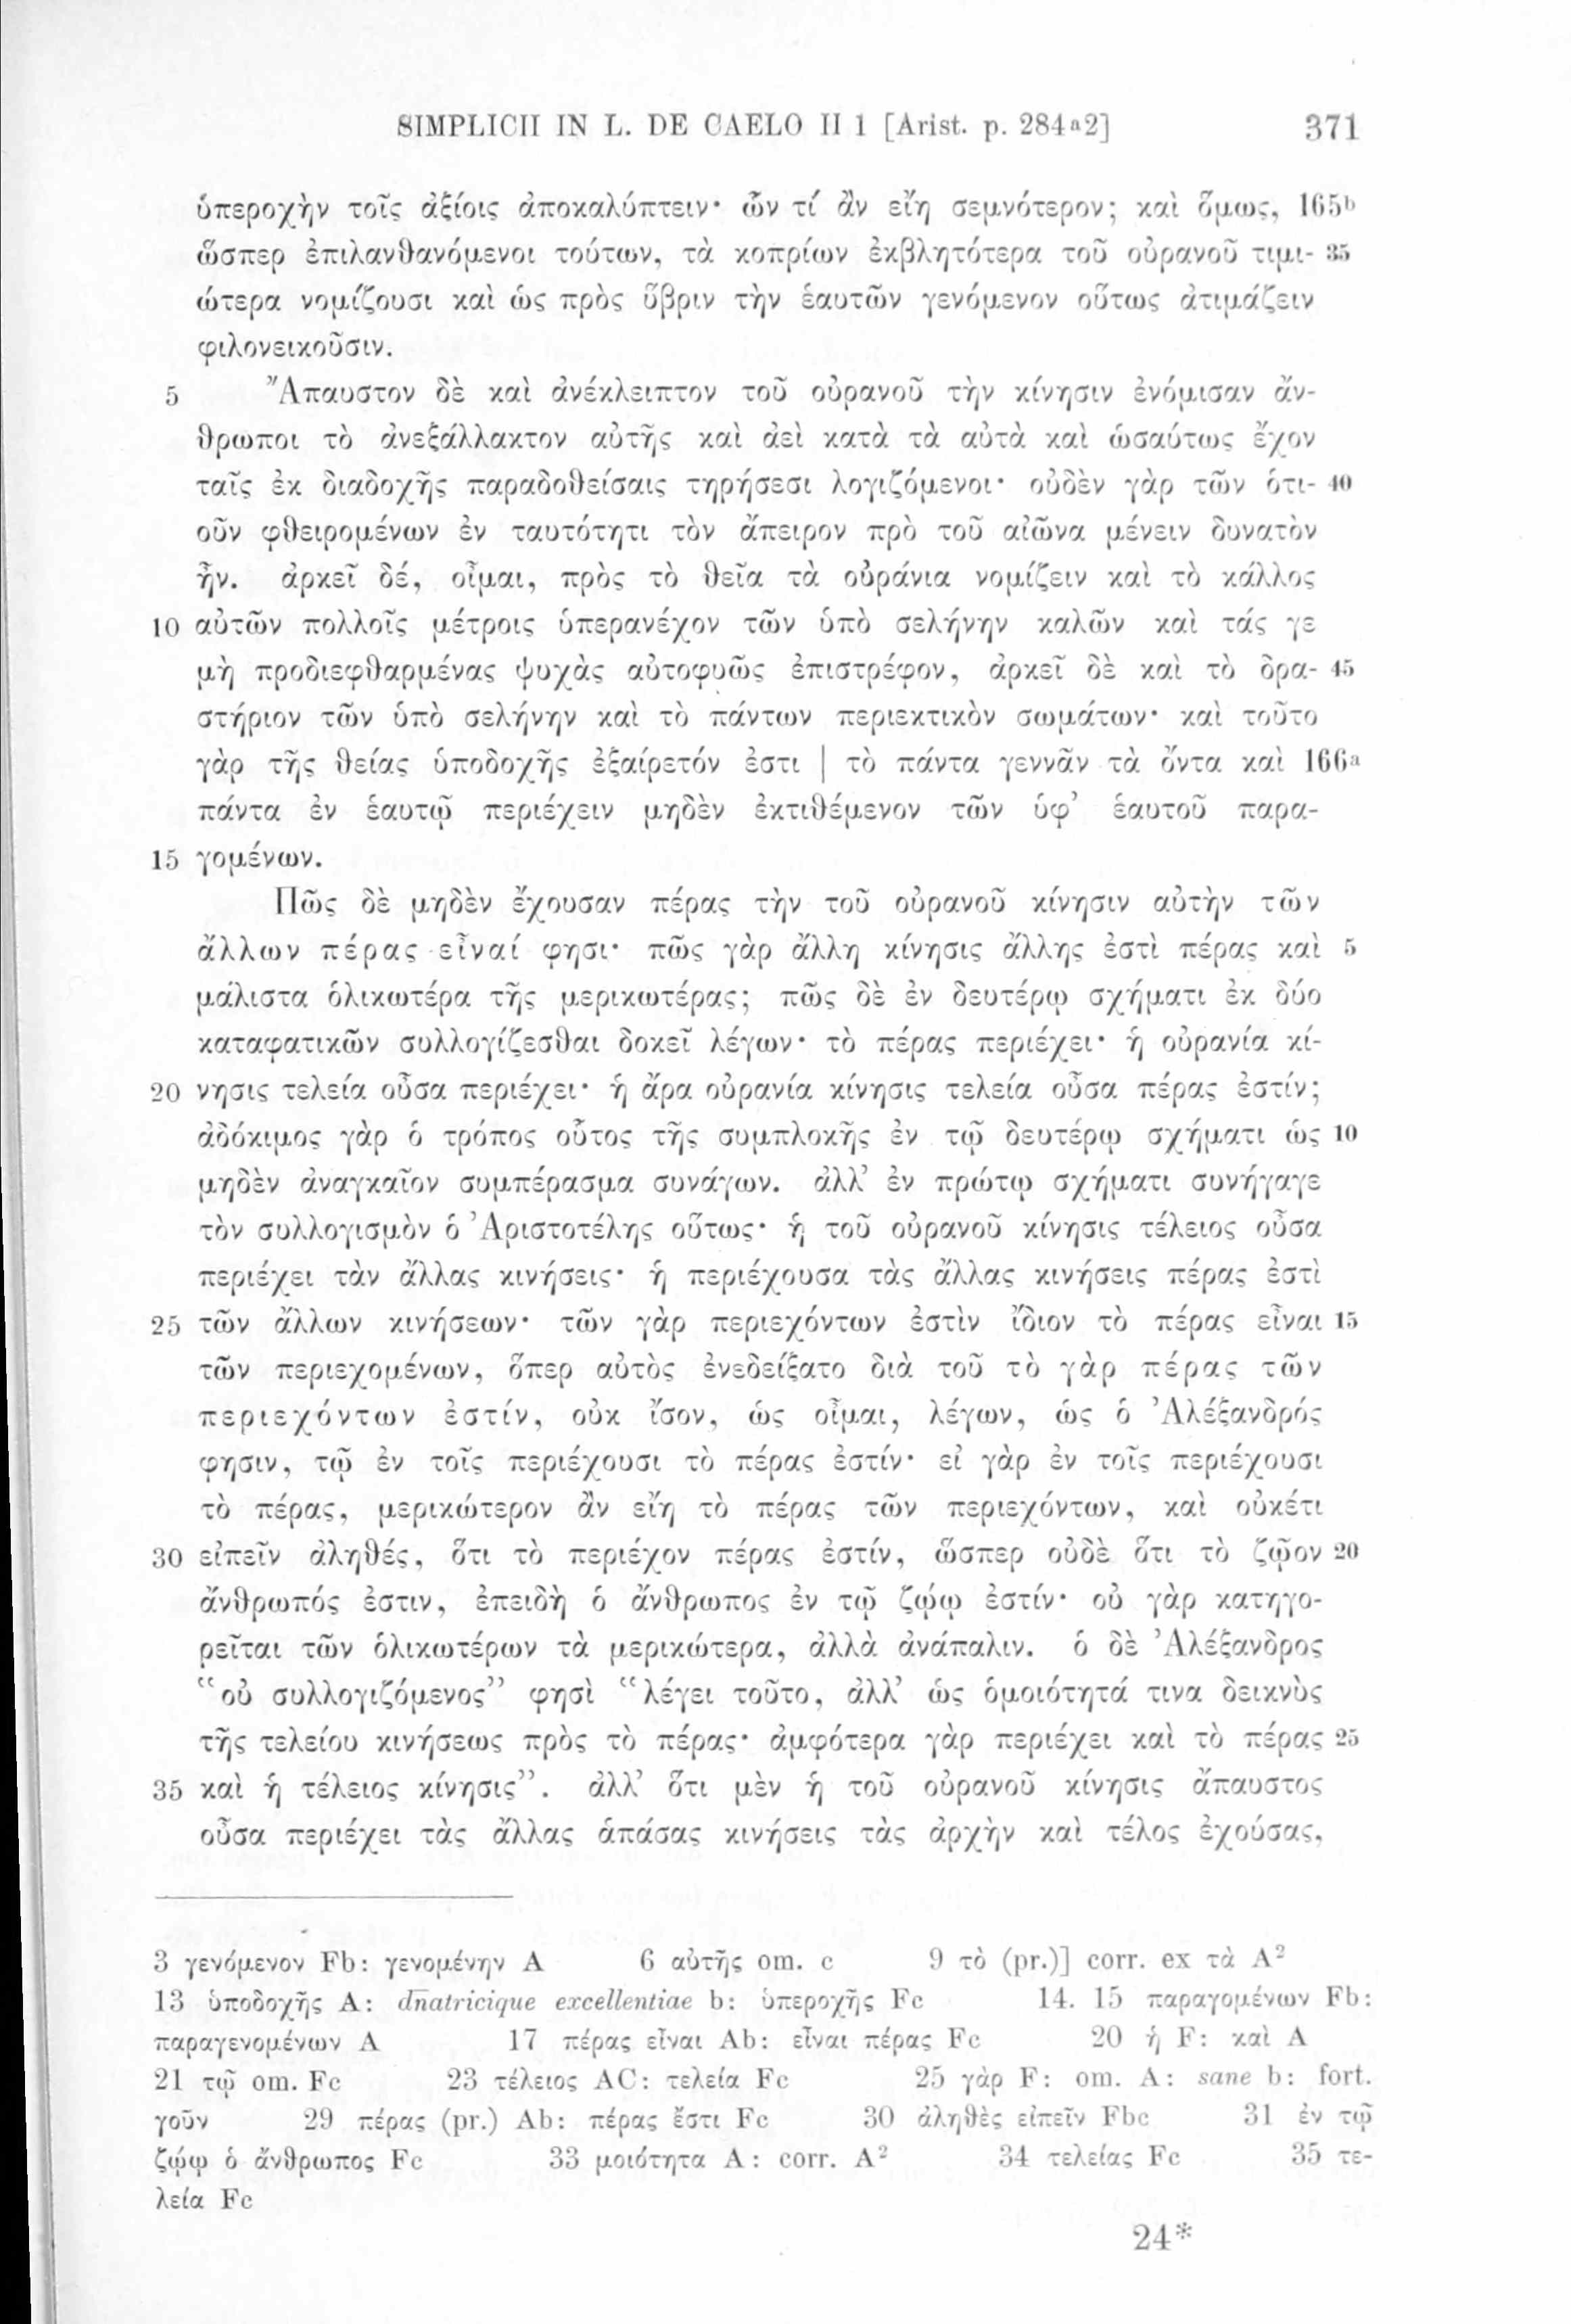 SIMPLICII IN L. DE CAELO II 1 [Arist. p. 284ᵃ2] 371
ὑπεροχὴν τοῖς ἀξίοις ἀποκαλύπτειν· ὧν τί ἂν εἴη σεμνότερον; καὶ ὅμως, 165ᵇ
ὥσπερ ἐπιλανθανόμενοι τούτων, τὰ κοπρίων ἐκβλητότερα τοῦ οὐρανοῦ τιμι- 35
ώτερα νομίζουσι καὶ ὡς πρὸς ὕβριν τὴν ἑαυτῶν γενόμενον οὕτως ἀτιμάζειν
φιλονεικοῦσιν.
5 Ἄπαυστον δὲ καὶ ἀνέκλειπτον τοῦ οὐρανοῦ τὴν κίνησιν ἐνόμισαν ἄν-
θρωποι τὸ ἀνεξάλλακτον αὐτῆς καὶ ἀεὶ κατὰ τὰ αὐτὰ καὶ ὡσαύτως ἔχον
ταῖς ἐκ διαδοχῆς παραδοθείσαις τηρήσεσι λογιζόμενοι· οὐδὲν γὰρ τῶν ὁτι- 40
οῦν φθειρομένων ἐν ταυτότητι τὸν ἄπειρον πρὸ τοῦ αἰῶνα μένειν δυνατὸν
ἦν. ἀρκεῖ δέ, οἶμαι, πρὸς τὸ θεῖα τὰ οὐράνια νομίζειν καὶ τὸ κάλλος
10 αὐτῶν πολλοῖς μέτροις ὑπερανέχον τῶν ὑπὸ σελήνην καλῶν καὶ τάς γε
μὴ προδιεφθαρμένας ψυχὰς αὐτοφυῶς ἐπιστρέφον, ἀρκεῖ δὲ καὶ τὸ δρα- 45
στήριον τῶν ὑπὸ σελήνην καὶ τὸ πάντων περιεκτικὸν σωμάτων· καὶ τοῦτο
γὰρ τῆς θείας ὑποδοχῆς ἐξαίρετόν ἐστι | τὸ πάντα γεννᾶν τὰ ὄντα καὶ 166ᵃ
πάντα ἐν ἑαυτῷ περιέχειν μηδὲν ἐκτιθέμενον τῶν ὑφ’ ἑαυτοῦ παρα-
15 γομένων.
Πῶς δὲ μηδὲν ἔχουσαν πέρας τὴν τοῦ οὐρανοῦ κίνησιν αὐτὴν τῶν
ἄλλων πέρας εἶναί φησι· πῶς γὰρ ἄλλη κίνησις ἄλλης ἐστὶ πέρας καὶ 5
μάλιστα ὁλικωτέρα τῆς μερικωτέρας; πῶς δὲ ἐν δευτέρῳ σχήματι ἐκ δύο
καταφατικῶν συλλογίζεσθαι δοκεῖ λέγων· τὸ πέρας περιέχει· ἡ οὐρανία κί-
20 νησις τελεία οὖσα περιέχει· ἡ ἄρα οὐρανία κίνησις τελεία οὖσα πέρας ἐστίν;
ἀδόκιμος γὰρ ὁ τρόπος οὗτος τῆς συμπλοκῆς ἐν τῷ δευτέρῳ σχήματι ὡς 10
μηδὲν ἀναγκαῖον συμπέρασμα συνάγων. ἀλλ’ ἐν πρώτῳ σχήματι συνήγαγε
τὸν συλλογισμὸν ὁ Ἀριστοτέλης οὕτως· ἡ τοῦ οὐρανοῦ κίνησις τέλειος οὖσα
περιέχει τὰν ἄλλας κινήσεις· ἡ περιέχουσα τὰς ἄλλας κινήσεις πέρας ἐστὶ
25 τῶν ἄλλων κινήσεων· τῶν γὰρ περιεχόντων ἐστὶν ἴδιον τὸ πέρας εἶναι 15
τῶν περιεχομένων, ὅπερ αὐτὸς ἐνεδείξατο διὰ τοῦ τὸ γὰρ πέρας τῶν
περιεχόντων ἐστίν, οὐκ ἴσον, ὡς οἶμαι, λέγων, ὡς ὁ Ἀλέξανδρός
φησιν, τῷ ἐν τοῖς περιέχουσι τὸ πέρας ἐστίν· εἰ γὰρ ἐν τοῖς περιέχουσι
τὸ πέρας, μερικώτερον ἂν εἴη τὸ πέρας τῶν περιεχόντων, καὶ οὐκέτι
30 εἰπεῖν ἀληθές, ὅτι τὸ περιέχον πέρας ἐστίν, ὥσπερ οὐδὲ ὅτι τὸ ζῷον 20
ἄνθρωπός ἐστιν, ἐπειδὴ ὁ ἄνθρωπος ἐν τῷ ζῴῳ ἐστίν· οὐ γὰρ κατηγο-
ρεῖται τῶν ὁλικωτέρων τὰ μερικώτερα, ἀλλὰ ἀνάπαλιν. ὁ δὲ Ἀλέξανδρος
“οὐ συλλογιζόμενος” φησὶ “λέγει τοῦτο, ἀλλ’ ὡς ὁμοιότητά τινα δεικνὺς
τῆς τελείου κινήσεως πρὸς τὸ πέρας· ἀμφότερα γὰρ περιέχει καὶ τὸ πέρας 25
35 καὶ ἡ τέλειος κίνησις”. ἀλλ’ ὅτι μὲν ἡ τοῦ οὐρανοῦ κίνησις ἄπαυστος
οὖσα περιέχει τὰς ἄλλας ἁπάσας κινήσεις τὰς ἀρχὴν καὶ τέλος ἐχούσας,
3 γενόμενον Fb: γενομένην A 6 αὐτῆς om. c 9 τὸ (pr.)] corr. ex τὰ A²
13 ὑποδοχῆς A: dñatricique excellentiae b: ὑπεροχῆς Fc 14. 15 παραγομένων Fb:
παραγενομένων A 17 πέρας εἶναι Ab: εἶναι πέρας Fc 20 ἡ F: καὶ A
21 τῷ om. Fc 23 τέλειος AC: τελεία Fc 25 γὰρ F: om. A: sane b: fort.
γοῦν 29 πέρας (pr.) Ab: πέρας ἔστι Fc 30 ἀληθὲς εἰπεῖν Fbc 31 ἐν τῷ
ζῴῳ ὁ ἄνθρωπος Fc 33 μοιότητα A: corr. A² 34 τελείας Fc 35 τε-
λεία Fc
24*